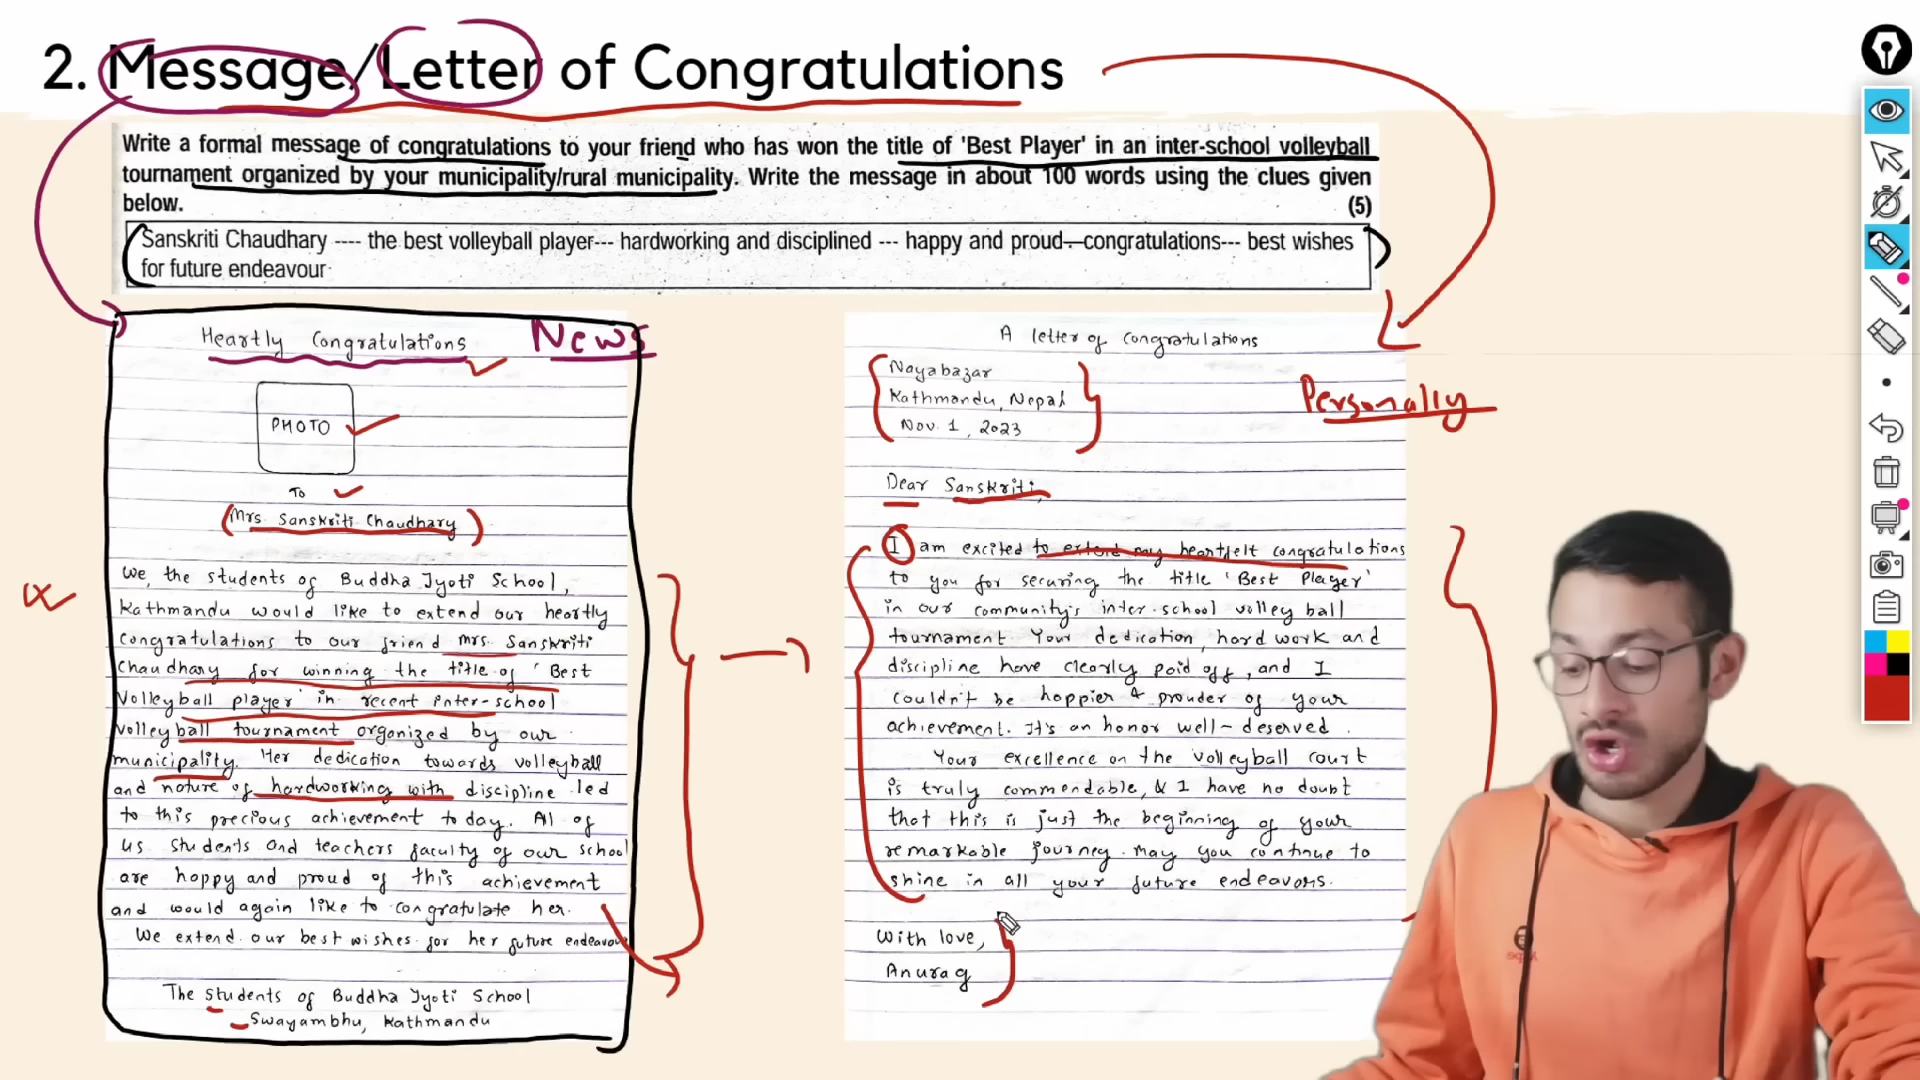 2. Message/Letter of Congratulations
Write a formal message of congratulations to your friend who has won the title of 'Best Player' in an inter-school volleyball
tournament organized by your municipality/rural municipality. Write the message in about 100 words using the clues given
below.
(5)
Sanskriti Chaudhary ---- the best volleyball player--- hardworking and disciplined --- happy and proud—congratulations--- best wishes
for future endeavour
Heartly Congratulations
News
PHOTO
To
Mrs. Sanskriti Chaudhary
We, the students of Buddha Jyoti School,
Kathmandu would like to extend our heartly
congratulations to our friend Mrs. Sanskriti
Chaudhary for winning the title of 'Best
Volleyball player' in recent inter-school
volleyball tournament organized by our
municipality. Her dedication towards volleyball
and nature of hardworking with discipline led
to this precious achievement today. All of
us students and teachers faculty of our school
are happy and proud of this achievement
and would again like to congratulate her.
We extend our best wishes for her future endeavour
The Students of Buddha Jyoti School
Swayambhu, Kathmandu
A letter of congratulations
Nayabazar
Kathmandu, Nepal
Nov. 1, 2023
Personally
Dear Sanskriti,
I am excited to extend my heartfelt congratulations
to you for securing the title 'Best Player'
in our community's inter-school volley ball
tournament. Your dedication, hard work and
discipline have clearly paid off, and I
couldn't be happier & prouder of your
achievement. It's an honor well-deserved.
Your excellence on the volleyball court
is truly commendable, & I have no doubt
that this is just the beginning of your
remarkable journey. May you continue to
shine in all your future endeavors.
With love,
Anurag